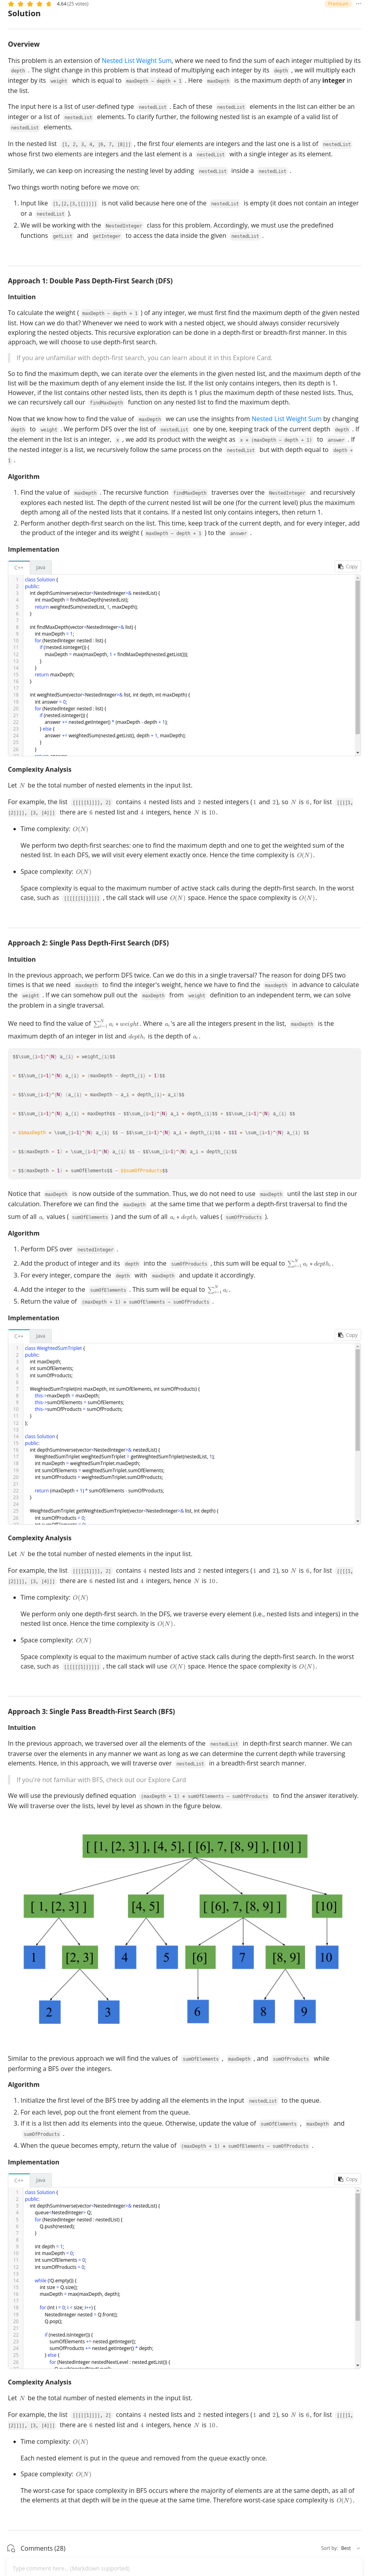 4.64 (25 votes)
Premium
Solution
Overview
This problem is an extension of Nested List Weight Sum, where we need to find the sum of each integer multiplied by its
depth . The slight change in this problem is that instead of multiplying each integer by its depth , we will multiply each
integer by its weight which is equal to maxDepth − depth + 1 . Here maxDepth is the maximum depth of any integer in
the list.
The input here is a list of user-defined type nestedList . Each of these nestedList elements in the list can either be an
integer or a list of nestedList elements. To clarify further, the following nested list is an example of a valid list of
nestedList elements.
In the nested list [1, 2, 3, 4, [6, 7, [8]]] , the first four elements are integers and the last one is a list of nestedList
whose first two elements are integers and the last element is a nestedList with a single integer as its element.
Similarly, we can keep on increasing the nesting level by adding nestedList inside a nestedList .
Two things worth noting before we move on:
1. Input like [1,[2,[3,[[]]]]] is not valid because here one of the nestedList is empty (it does not contain an integer
or a nestedList ).
2. We will be working with the NestedInteger class for this problem. Accordingly, we must use the predefined
functions getList and getInteger to access the data inside the given nestedList .
Approach 1: Double Pass Depth-First Search (DFS)
Intuition
To calculate the weight ( maxDepth − depth + 1 ) of any integer, we must first find the maximum depth of the given nested
list. How can we do that? Whenever we need to work with a nested object, we should always consider recursively
exploring the nested objects. This recursive exploration can be done in a depth-first or breadth-first manner. In this
approach, we will choose to use depth-first search.
If you are unfamiliar with depth-first search, you can learn about it in this Explore Card.
So to find the maximum depth, we can iterate over the elements in the given nested list, and the maximum depth of the
list will be the maximum depth of any element inside the list. If the list only contains integers, then its depth is 1.
However, if the list contains other nested lists, then its depth is 1 plus the maximum depth of the nested lists. Thus,
we can recursively call our findMaxDepth function on any nested list to find the maximum depth.
Now that we know how to find the value of maxDepth we can use the insights from Nested List Weight Sum by changing
depth to weight . We perform DFS over the list of nestedList one by one, keeping track of the current depth depth . If
the element in the list is an integer, x , we add its product with the weight as x * (maxDepth − depth + 1) to answer . If
the nested integer is a list, we recursively follow the same process on the nestedList but with depth equal to depth +
1 .
Algorithm
1. Find the value of maxDepth . The recursive function findMaxDepth traverses over the NestedInteger and recursively
explores each nested list. The depth of the current nested list will be one (for the current level) plus the maximum
depth among all of the nested lists that it contains. If a nested list only contains integers, then return 1.
2. Perform another depth-first search on the list. This time, keep track of the current depth, and for every integer, add
the product of the integer and its weight ( maxDepth − depth + 1 ) to the answer .
Implementation
C++ Java Copy
1 class Solution {
2 public:
3 int depthSumInverse(vector<NestedInteger>& nestedList) {
4 int maxDepth = findMaxDepth(nestedList);
5 return weightedSum(nestedList, 1, maxDepth);
6 }
7
8 int findMaxDepth(vector<NestedInteger>& list) {
9 int maxDepth = 1;
10 for (NestedInteger nested : list) {
11 if (!nested.isInteger()) {
12 maxDepth = max(maxDepth, 1 + findMaxDepth(nested.getList()));
13 }
14 }
15 return maxDepth;
16 }
17
18 int weightedSum(vector<NestedInteger>& list, int depth, int maxDepth) {
19 int answer = 0;
20 for (NestedInteger nested : list) {
21 if (nested.isInteger()) {
22 answer += nested.getInteger() * (maxDepth - depth + 1);
23 } else {
24 answer += weightedSum(nested.getList(), depth + 1, maxDepth);
25 }
26 }
Complexity Analysis
Let N be the total number of nested elements in the input list.
For example, the list [[[[[1]]]], 2] contains 4 nested lists and 2 nested integers (1 and 2), so N is 6, for list [[[[1,
[2]]]], [3, [4]]] there are 6 nested list and 4 integers, hence N is 10.
• Time complexity: O(N)
We perform two depth-first searches: one to find the maximum depth and one to get the weighted sum of the
nested list. In each DFS, we will visit every element exactly once. Hence the time complexity is O(N).
• Space complexity: O(N)
Space complexity is equal to the maximum number of active stack calls during the depth-first search. In the worst
case, such as [[[[[[1]]]]]] , the call stack will use O(N) space. Hence the space complexity is O(N).
Approach 2: Single Pass Depth-First Search (DFS)
Intuition
In the previous approach, we perform DFS twice. Can we do this in a single traversal? The reason for doing DFS two
times is that we need maxdepth to find the integer's weight, hence we had to find the maxdepth in advance to calculate
the weight . If we can somehow pull out the maxDepth from weight definition to an independent term, we can solve
the problem in a single traversal.
We need to find the value of ∑ᵢ₌₁ᴺ aᵢ * weight. Where aᵢ's are all the integers present in the list, maxDepth is the
maximum depth of an integer in list and depthᵢ is the depth of aᵢ.
$$\sum_{i=1}^{N} a_{i} * weight_{i}$$
= $$\sum_{i=1}^{N} a_{i} * (maxDepth - depth_{i} + 1)$$
= $$\sum_{i=1}^{N} (a_{i} * maxDepth - a_i * depth_{i}+ a_i)$$
= $$\sum_{i=1}^{N} a_{i} * maxDepth$$ − $$\sum_{i=1}^{N} a_i * depth_{i}$$ + $$\sum_{i=1}^{N} a_{i} $$
= $$maxDepth * \sum_{i=1}^{N} a_{i} $$ − $$\sum_{i=1}^{N} a_i * depth_{i}$$ + $$1 * \sum_{i=1}^{N} a_{i} $$
= $$(maxDepth + 1) * \sum_{i=1}^{N} a_{i} $$ − $$\sum_{i=1}^{N} a_i * depth_{i}$$
= $$(maxDepth + 1) * sumOfElements$$ − $$sumOfProducts$$
Notice that maxDepth is now outside of the summation. Thus, we do not need to use maxDepth until the last step in our
calculation. Therefore we can find the maxDepth at the same time that we perform a depth-first traversal to find the
sum of all aᵢ values ( sumOfElements ) and the sum of aᵢ * depthᵢ values ( sumOfProducts ).
Algorithm
1. Perform DFS over nestedInteger .
2. Add the product of integer and its depth into the sumOfProducts , this sum will be equal to ∑ᵢ₌₁ᴺ aᵢ * depthᵢ.
3. For every integer, compare the depth with maxDepth and update it accordingly.
4. Add the integer to the sumOfElements . This sum will be equal to ∑ᵢ₌₁ᴺ aᵢ.
5. Return the value of (maxDepth + 1) * sumOfElements − sumOfProducts .
Implementation
C++ Java Copy
1 class WeightedSumTriplet {
2 public:
3 int maxDepth;
4 int sumOfElements;
5 int sumOfProducts;
6
7 WeightedSumTriplet(int maxDepth, int sumOfElements, int sumOfProducts) {
8 this->maxDepth = maxDepth;
9 this->sumOfElements = sumOfElements;
10 this->sumOfProducts = sumOfProducts;
11 }
12 };
13
14 class Solution {
15 public:
16 int depthSumInverse(vector<NestedInteger>& nestedList) {
17 WeightedSumTriplet weightedSumTriplet = getWeightedSumTriplet(nestedList, 1);
18 int maxDepth = weightedSumTriplet.maxDepth;
19 int sumOfElements = weightedSumTriplet.sumOfElements;
20 int sumOfProducts = weightedSumTriplet.sumOfProducts;
21
22 return (maxDepth + 1) * sumOfElements - sumOfProducts;
23 }
24
25 WeightedSumTriplet getWeightedSumTriplet(vector<NestedInteger>& list, int depth) {
26 int sumOfProducts = 0;
Complexity Analysis
Let N be the total number of nested elements in the input list.
For example, the list [[[[[1]]]], 2] contains 4 nested lists and 2 nested integers (1 and 2), so N is 6, for list [[[[1,
[2]]]], [3, [4]]] there are 6 nested list and 4 integers, hence N is 10.
• Time complexity: O(N)
We perform only one depth-first search. In the DFS, we traverse every element (i.e., nested lists and integers) in the
nested list once. Hence the time complexity is O(N).
• Space complexity: O(N)
Space complexity is equal to the maximum number of active stack calls during the depth-first search. In the worst
case, such as [[[[[[1]]]]]] , the call stack will use O(N) space. Hence the space complexity is O(N).
Approach 3: Single Pass Breadth-First Search (BFS)
Intuition
In the previous approach, we traversed over all the elements of the nestedList in depth-first search manner. We can
traverse over the elements in any manner we want as long as we can determine the current depth while traversing
elements. Hence, in this approach, we will traverse over nestedList in a breadth-first search manner.
If you're not familiar with BFS, check out our Explore Card
We will use the previously defined equation (maxDepth + 1) * sumOfElements − sumOfProducts to find the answer iteratively.
We will traverse over the lists, level by level as shown in the figure below.
[ [1, [2, 3] ], [4, 5], [ [6], 7, [8, 9] ], [10] ]
[ 1, [2, 3] ] [4, 5] [ [6], 7, [8, 9] ] [10]
1 [2, 3] 4 5 [6] 7 [8, 9] 10
2 3 6 8 9
Similar to the previous approach we will find the values of sumOfElements , maxDepth , and sumOfProducts while
performing a BFS over the integers.
Algorithm
1. Initialize the first level of the BFS tree by adding all the elements in the input nestedList to the queue.
2. For each level, pop out the front element from the queue.
3. If it is a list then add its elements into the queue. Otherwise, update the value of sumOfElements , maxDepth and
sumOfProducts .
4. When the queue becomes empty, return the value of (maxDepth + 1) * sumOfElements − sumOfProducts .
Implementation
C++ Java Copy
1 class Solution {
2 public:
3 int depthSumInverse(vector<NestedInteger>& nestedList) {
4 queue<NestedInteger> Q;
5 for (NestedInteger nested : nestedList) {
6 Q.push(nested);
7 }
8
9 int depth = 1;
10 int maxDepth = 0;
11 int sumOfElements = 0;
12 int sumOfProducts = 0;
13
14 while (!Q.empty()) {
15 int size = Q.size();
16 maxDepth = max(maxDepth, depth);
17
18 for (int i = 0; i < size; i++) {
19 NestedInteger nested = Q.front();
20 Q.pop();
21
22 if (nested.isInteger()) {
23 sumOfElements += nested.getInteger();
24 sumOfProducts += nested.getInteger() * depth;
25 } else {
26 for (NestedInteger nestedNextLevel : nested.getList()) {
Complexity Analysis
Let N be the total number of nested elements in the input list.
For example, the list [[[[[1]]]], 2] contains 4 nested lists and 2 nested integers (1 and 2), so N is 6, for list [[[[1,
[2]]]], [3, [4]]] there are 6 nested list and 4 integers, hence N is 10.
• Time complexity: O(N)
Each nested element is put in the queue and removed from the queue exactly once.
• Space complexity: O(N)
The worst-case for space complexity in BFS occurs where the majority of elements are at the same depth, as all of
the elements at that depth will be in the queue at the same time. Therefore worst-case space complexity is O(N).
Comments (28)
Sort by: Best
Type comment here... (Markdown supported)